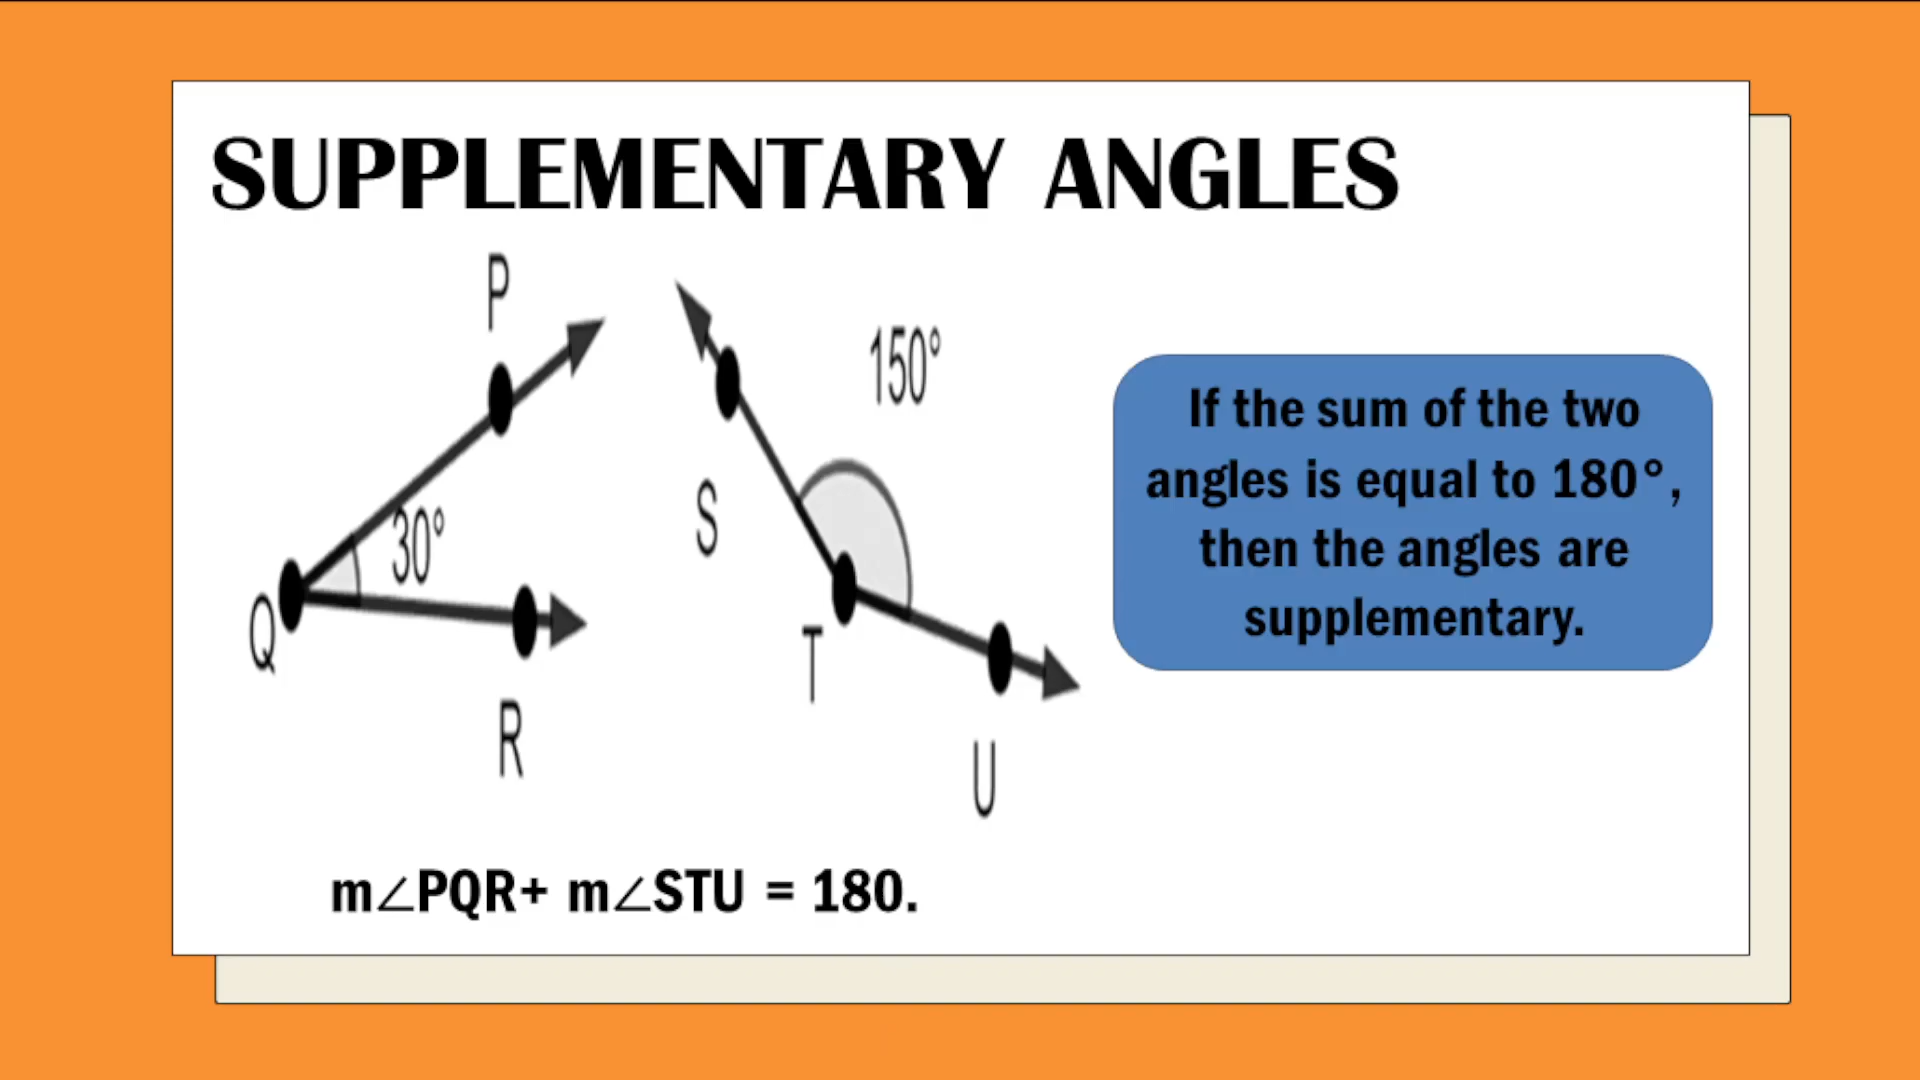 SUPPLEMENTARY ANGLES
P
150°
S
30°
Q
T
R
U
If the sum of the two
angles is equal to 180°,
then the angles are
supplementary.
m∠PQR+ m∠STU = 180.